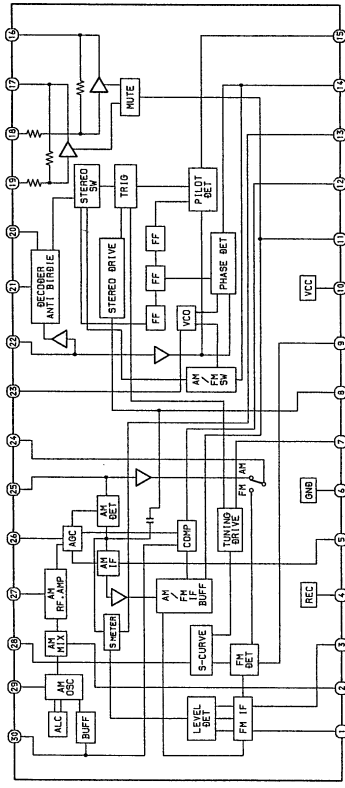 30
29
28
27
26
25
24
23
22
21
20
19
18
17
16
ALC
AM
OSC
BUFF
AM
MIX
AM
RF.AMP
AGC
AM
DET
AM
IF
S METER
COMP
AM
/
FM
IF
BUFF
LEVEL
DET
FM IF
S-CURVE
FM
DET
TUNING
DRIVE
FM
AM
REC
GND
VCC
DECODER
ANTI BIRDIE
STEREO
SW
STEREO DRIVE
TRIG
FF
FF
FF
VCO
AM
/
FM
SW
PHASE DET
PILOT
DET
MUTE
1
2
3
4
5
6
7
8
9
10
11
12
13
14
15